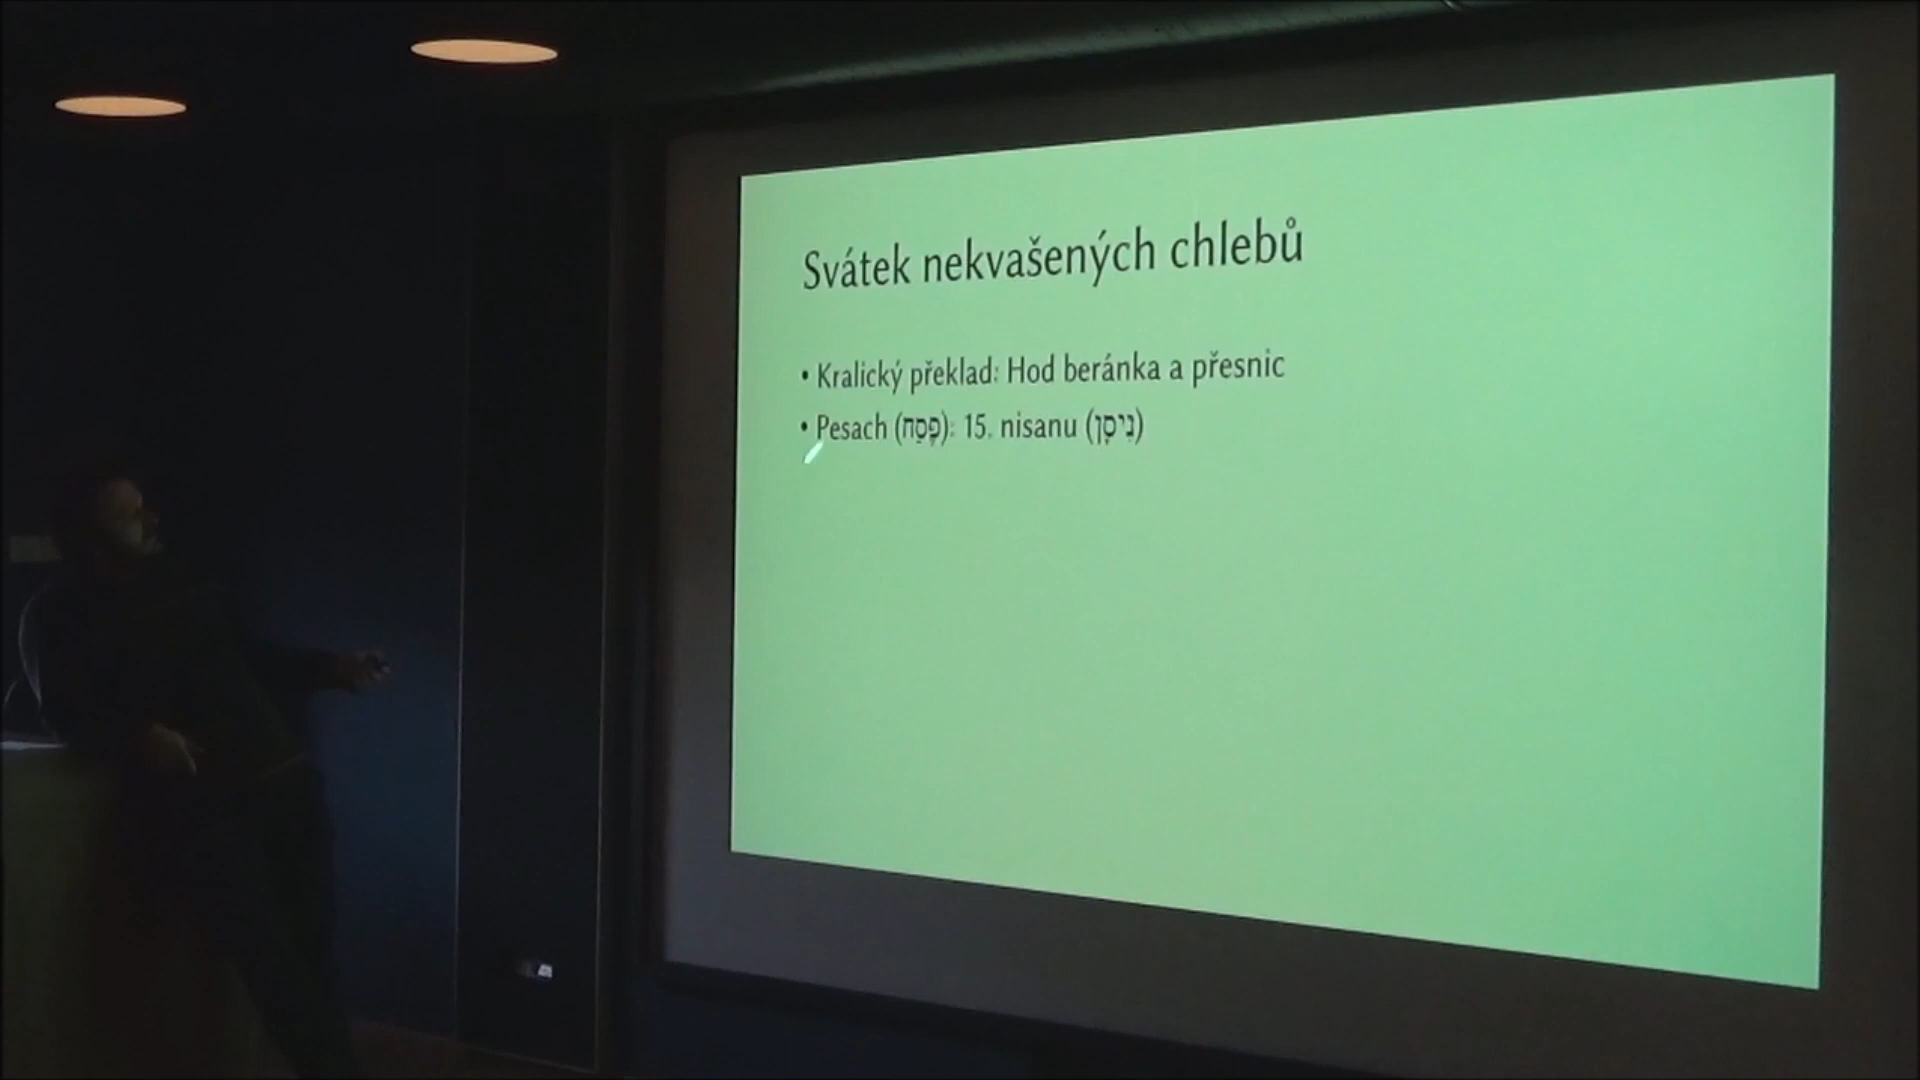 Svátek nekvašených chlebů
• Kralický překlad: Hod beránka a přesnic
• Pesach (פֶּסַח): 15. nisanu (נִיסָן)